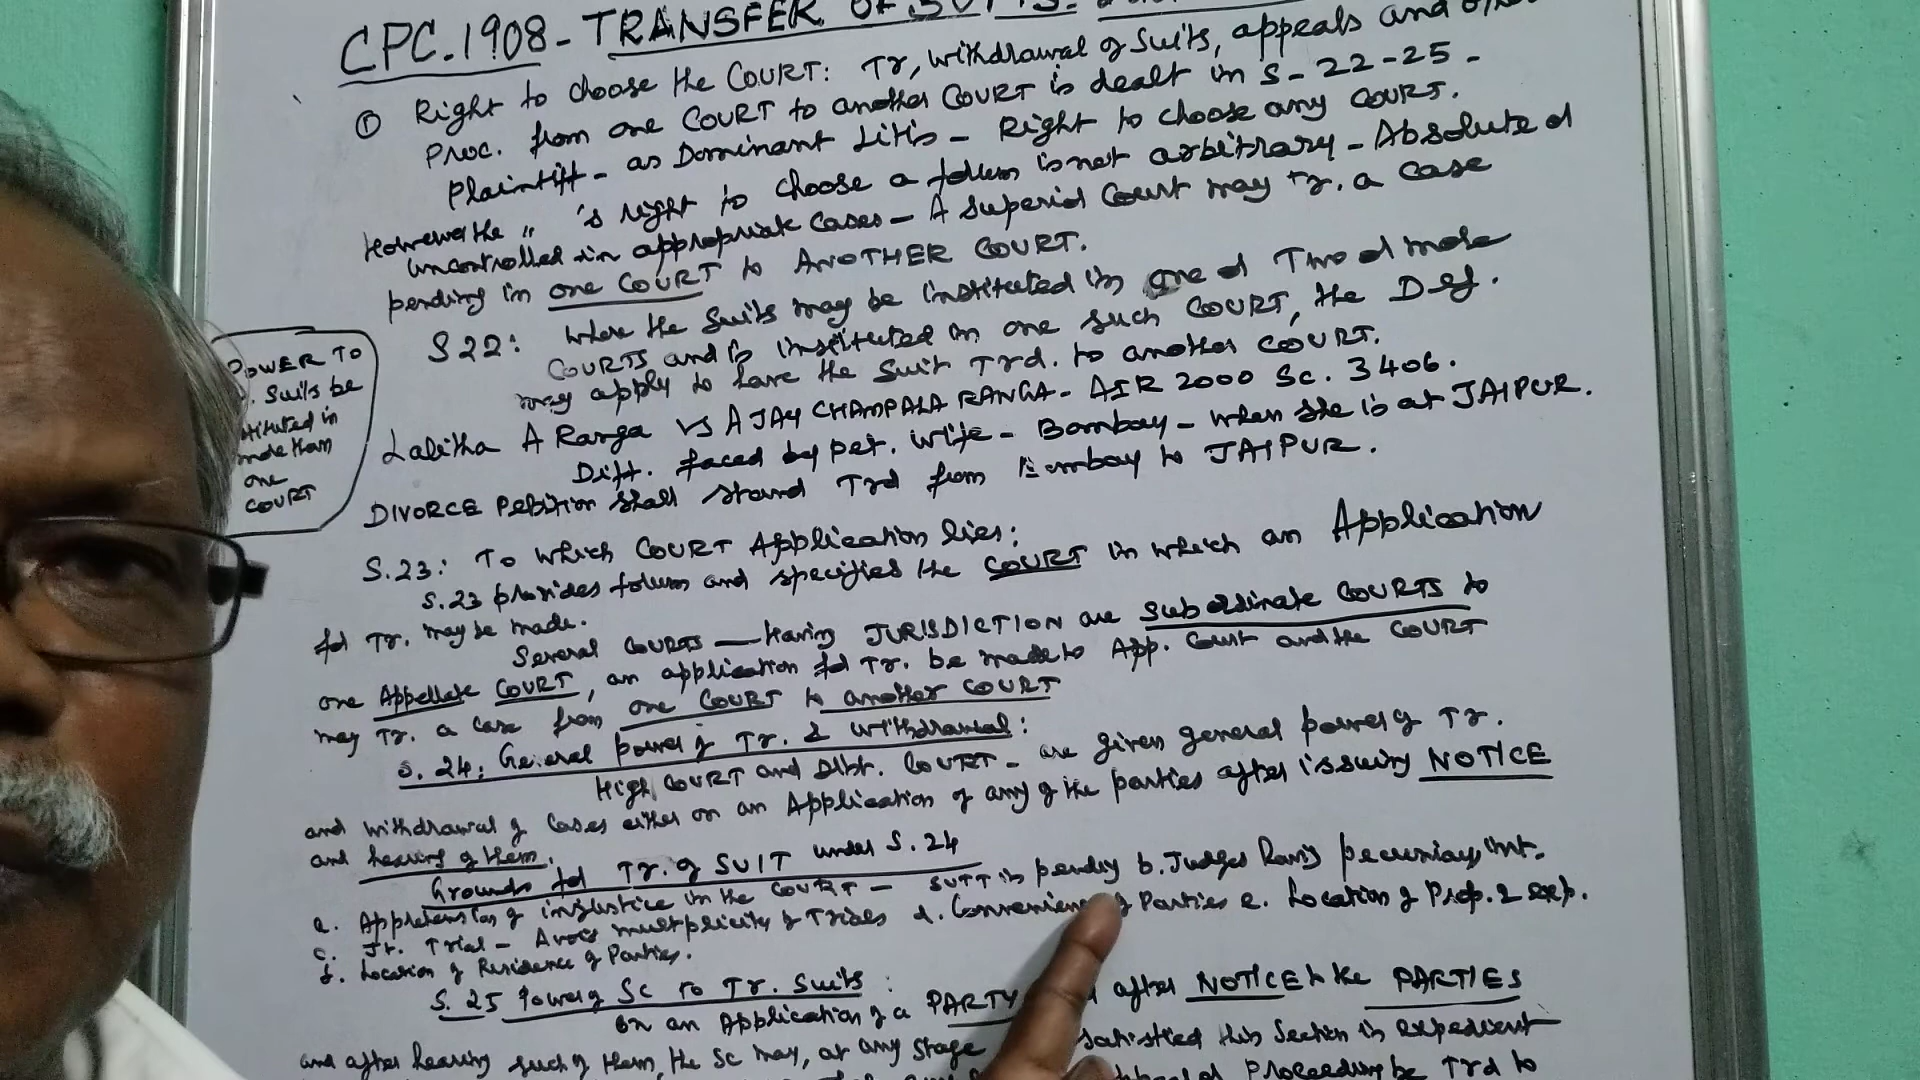 CPC.1908- TRANSFER OF SUITS.
① Right to choose the COURT: Tr, withdrawal of Suits, appeals and other
Proc. from one COURT to another COURT is dealt in S-22-25 -
Plaintiff - as Dominant Litis - Right to choose any COURT.
However the " 's right to choose a forum is not arbitrary - Absolute or
uncontrolled in appropriate cases - A Superior Court may tr. a case
pending in one COURT to ANOTHER COURT.
S22: Where the Suits may be instituted in one of Two or more
COURTS and is instituted in one such COURT, the Def.
may apply to have the Suit Trd. to another COURT.
Lalitha A Ranga VS AJAY CHAMPALA RANGA - AIR 2000 SC. 3406.
Diff. faced by pet. wife - Bombay - when she is at JAIPUR.
DIVORCE Petition shall stand Trd from Bombay to JAIPUR.
POWER TO
. Suits be
stituted in
more than
one
COURT
S.23: To which COURT Application lies:
S.23 provides forum and specifies the COURT in which an Application
for Tr. may be made.
Several COURTS - Having JURISDICTION are Subordinate COURTS to
one Appellate COURT, an application for Tr. be made to App. Court and the COURT
may Tr. a case from one COURT to another COURT
S. 24: General power of Tr. & withdrawal:
High COURT and Dist. COURT - are given general power of Tr.
and withdrawal of Cases either on an Application of any of the parties after issuing NOTICE
and hearing of them.
Grounds for Tr. of SUIT under S.24
a. Apprehension of injustice in the COURT - SUIT is pending b. Judges having pecuniary int.
c. Jt. Trial - Avois multplicity of Trials d. Convenience of Parties e. Location of Prop. & exp.
f. Location of Residence of Parties.
S. 25 Power of SC to Tr. Suits :
On an Application of a PARTY after NOTICE to the PARTIES
and after hearing such of them, the SC may, at any stage satisfied this Section is expedient
Proceeding be Trd to